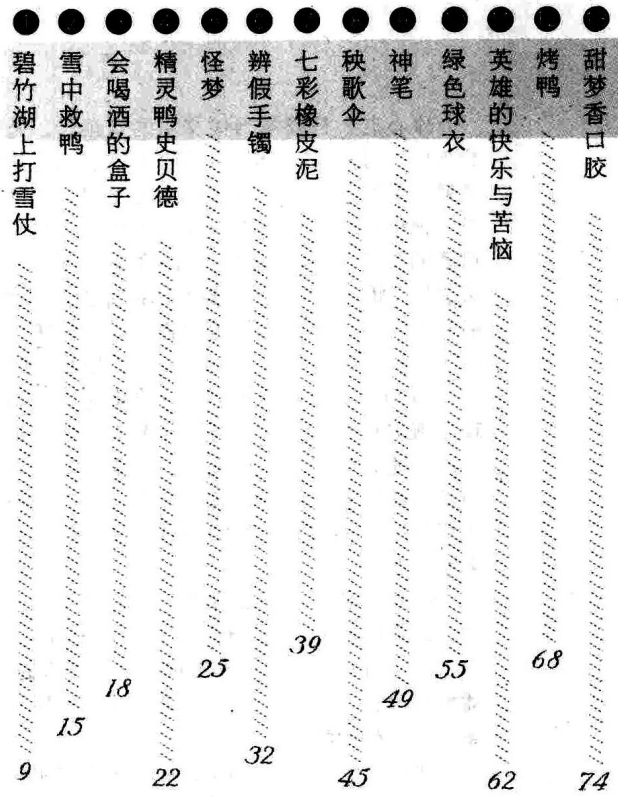 碧竹湖上打雪仗 9
雪中救鸭 15
会喝酒的盒子 18
精灵鸭史贝德 22
怪梦 25
辨假手镯 32
七彩橡皮泥 39
秧歌伞 45
神笔 49
绿色球衣 55
英雄的快乐与苦恼 62
烤鸭 68
甜梦香口胶 74